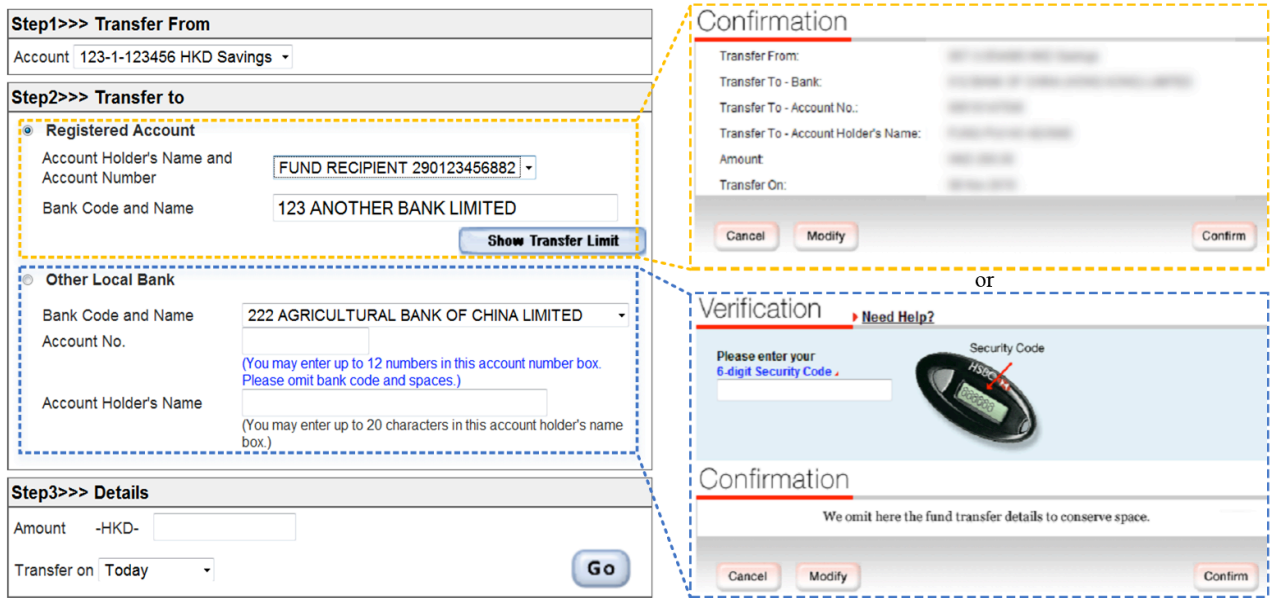 Step1>>> Transfer From
Account 123-1-123456 HKD Savings
Step2>>> Transfer to
Registered Account
Account Holder's Name and
Account Number
FUND RECIPIENT 290123456882
Bank Code and Name
123 ANOTHER BANK LIMITED
Show Transfer Limit
Other Local Bank
Bank Code and Name
222 AGRICULTURAL BANK OF CHINA LIMITED
Account No.
(You may enter up to 12 numbers in this account number box.
Please omit bank code and spaces.)
Account Holder's Name
(You may enter up to 20 characters in this account holder's name
box.)
Step3>>> Details
Amount -HKD-
Transfer on Today
Go
Confirmation
Transfer From:
Transfer To - Bank:
Transfer To - Account No.:
Transfer To - Account Holder's Name:
Amount:
Transfer On:
Cancel Modify Confirm
or
Verification
Need Help?
Please enter your
6-digit Security Code
Security Code
HSBC
Confirmation
We omit here the fund transfer details to conserve space.
Cancel Modify Confirm